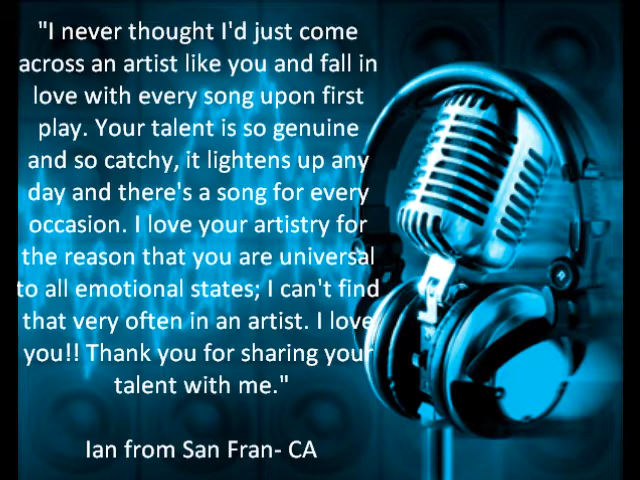 "I never thought I'd just come
across an artist like you and fall in
love with every song upon first
play. Your talent is so genuine
and so catchy, it lightens up any
day and there's a song for every
occasion. I love your artistry for
the reason that you are universal
to all emotional states; I can't find
that very often in an artist. I love
you!! Thank you for sharing your
talent with me."
Ian from San Fran- CA